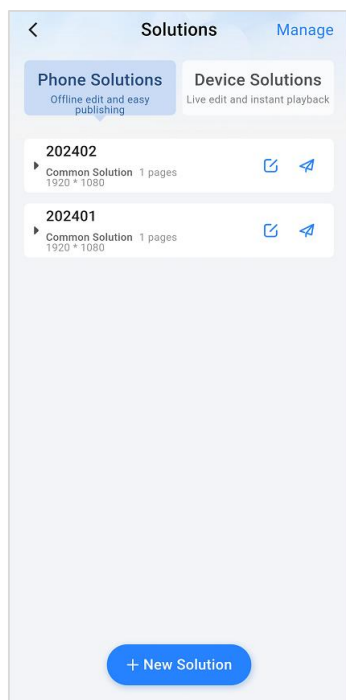 Solutions
Manage
Phone Solutions
Offline edit and easy
publishing
Device Solutions
Live edit and instant playback
202402
Common Solution 1 pages
1920 * 1080
202401
Common Solution 1 pages
1920 * 1080
+ New Solution